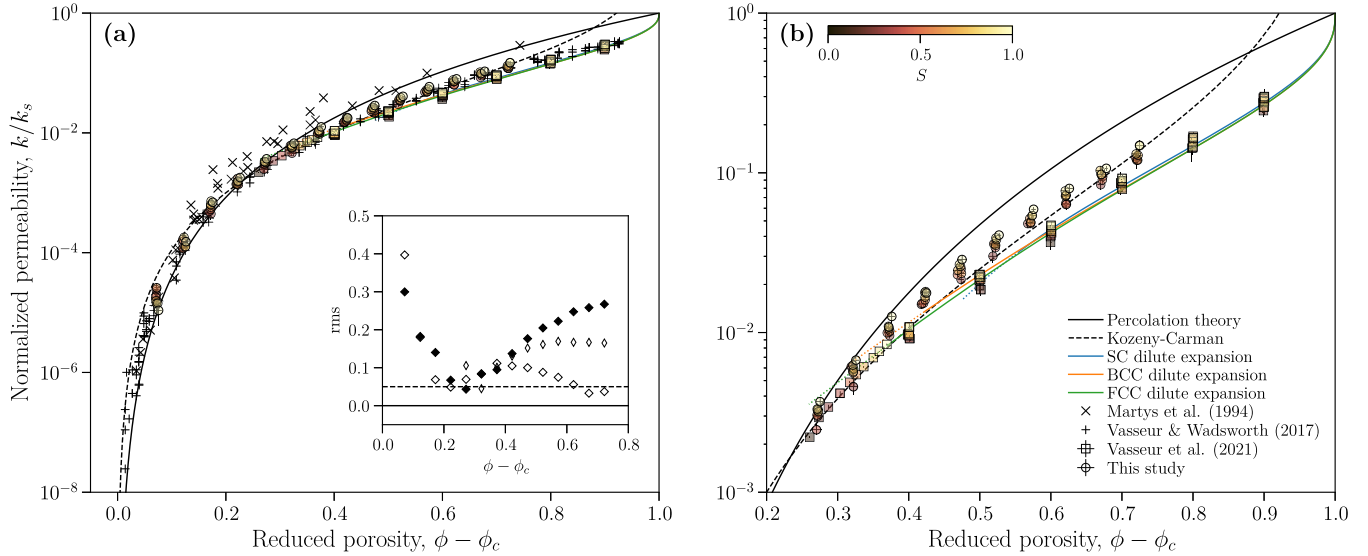 (a)
Normalized permeability, k/kₛ
10⁰
10⁻²
10⁻⁴
10⁻⁶
10⁻⁸
0.0 0.2 0.4 0.6 0.8 1.0
Reduced porosity, ϕ − ϕ_c
rms
0.5
0.4
0.3
0.2
0.1
0.0
0.0 0.2 0.4 0.6 0.8
ϕ − ϕ_c
(b)
0.0 0.5 1.0
S
10⁰
10⁻¹
10⁻²
10⁻³
Percolation theory
Kozeny-Carman
SC dilute expansion
BCC dilute expansion
FCC dilute expansion
Martys et al. (1994)
Vasseur & Wadsworth (2017)
Vasseur et al. (2021)
This study
0.2 0.3 0.4 0.5 0.6 0.7 0.8 0.9 1.0
Reduced porosity, ϕ − ϕ_c